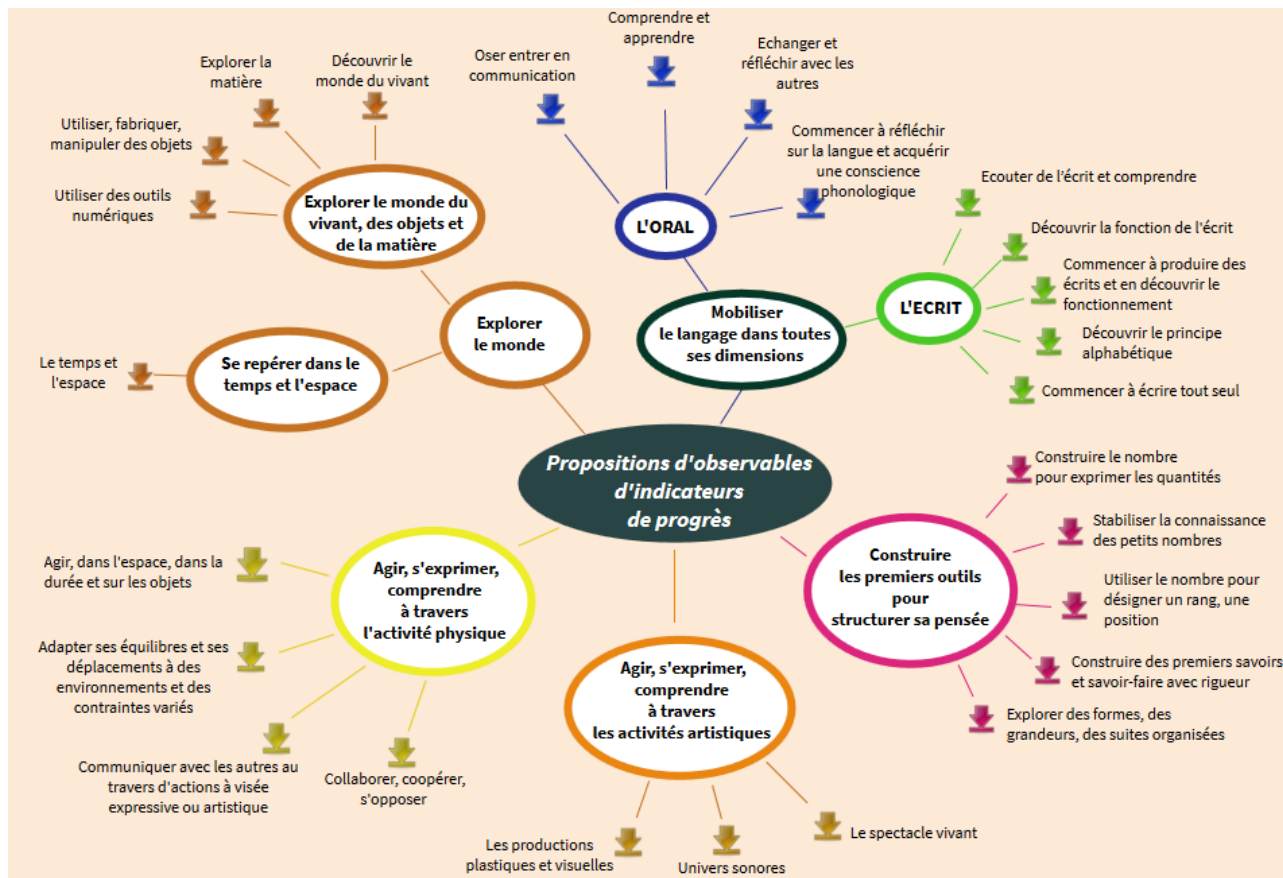 Comprendre et
apprendre
Oser entrer en
communication
Echanger et
réfléchir avec les
autres
Commencer à réfléchir
sur la langue et acquérir
une conscience
phonologique
L'ORAL
Découvrir le
monde du vivant
Explorer la
matière
Utiliser, fabriquer,
manipuler des objets
Utiliser des outils
numériques
Explorer le monde du
vivant, des objets et
de la matière
Explorer
le monde
Se repérer dans le
temps et l'espace
Le temps et
l'espace
Mobiliser
le langage dans toutes
ses dimensions
L'ECRIT
Ecouter de l'écrit et comprendre
Découvrir la fonction de l'écrit
Commencer à produire des
écrits et en découvrir le
fonctionnement
Découvrir le principe
alphabétique
Commencer à écrire tout seul
Propositions d'observables
d'indicateurs
de progrès
Construire
les premiers outils
pour
structurer sa pensée
Construire le nombre
pour exprimer les quantités
Stabiliser la connaissance
des petits nombres
Utiliser le nombre pour
désigner un rang, une
position
Construire des premiers savoirs
et savoir-faire avec rigueur
Explorer des formes, des
grandeurs, des suites organisées
Agir, s'exprimer,
comprendre
à travers
l'activité physique
Agir, dans l'espace, dans la
durée et sur les objets
Adapter ses équilibres et ses
déplacements à des
environnements et des
contraintes variés
Communiquer avec les autres au
travers d'actions à visée
expressive ou artistique
Collaborer, coopérer,
s'opposer
Agir, s'exprimer,
comprendre
à travers
les activités artistiques
Les productions
plastiques et visuelles
Univers sonores
Le spectacle vivant